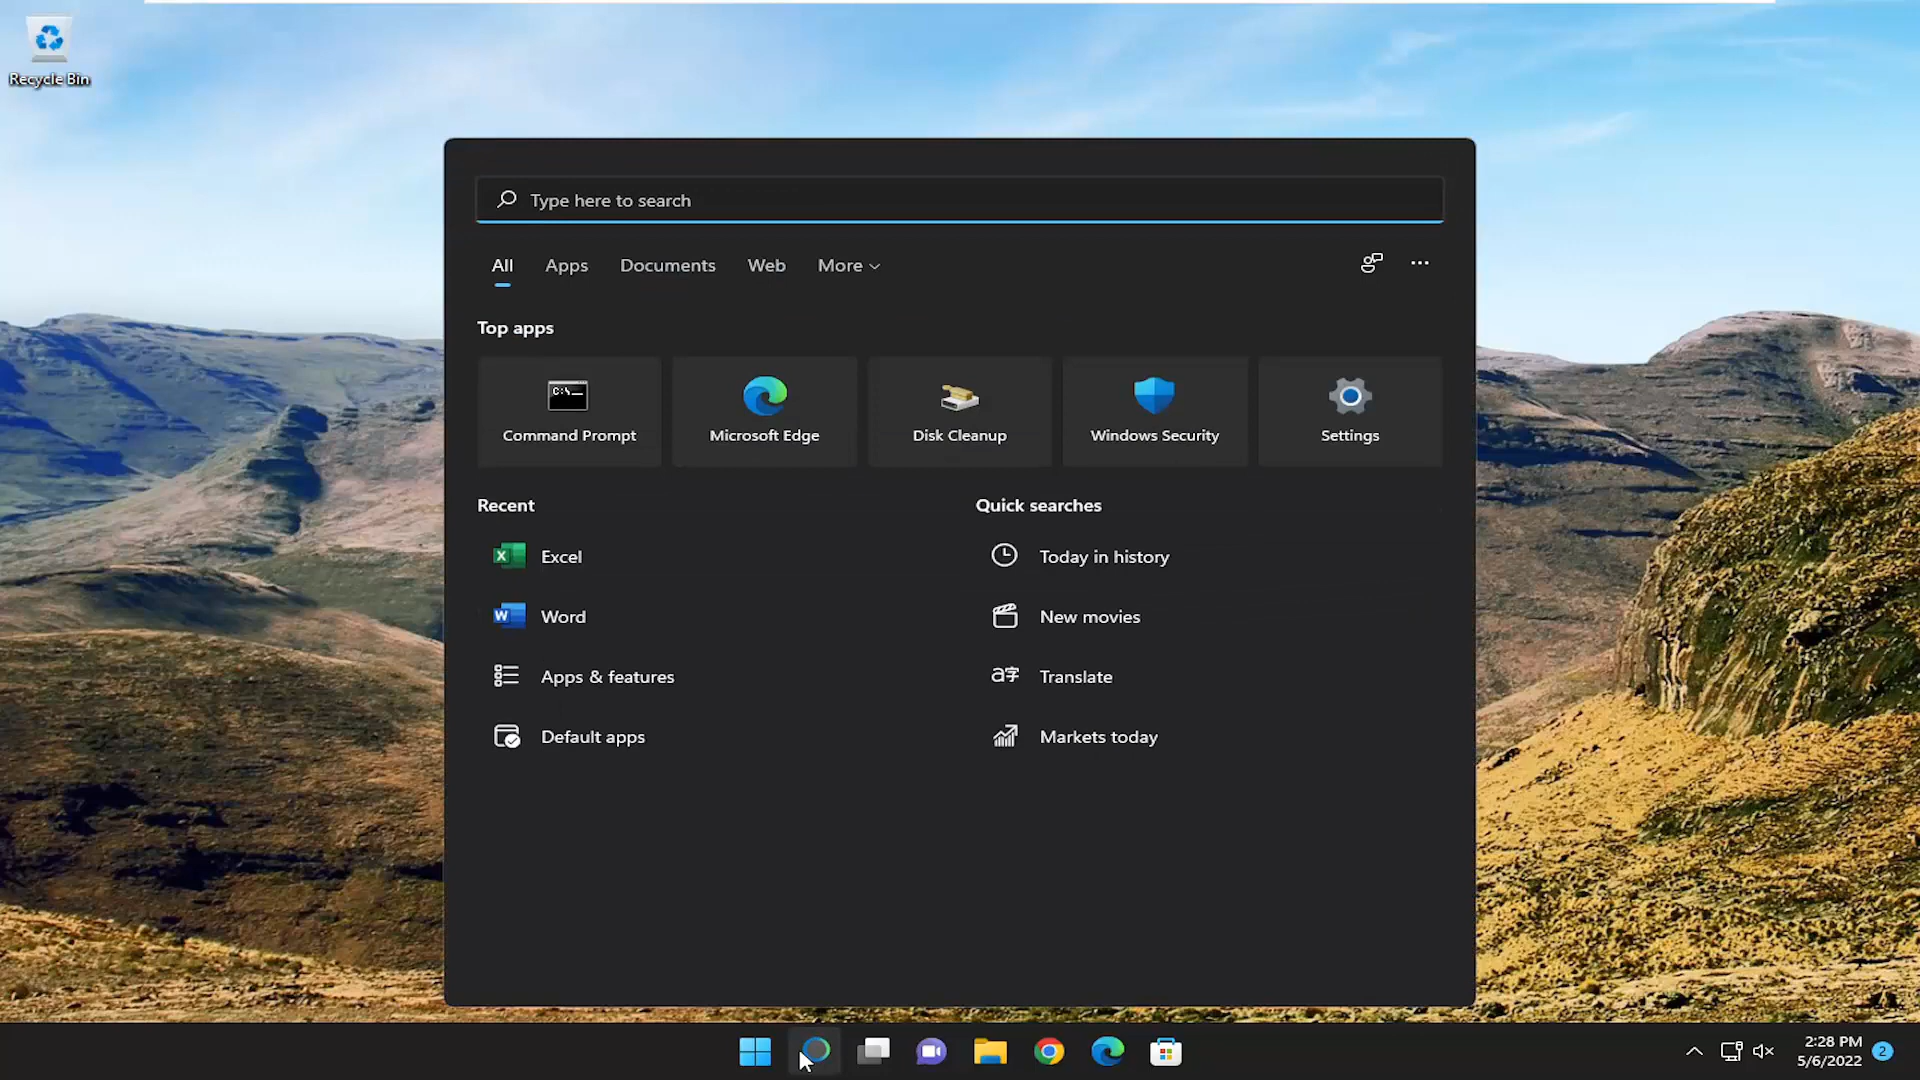 Recycle Bin
Type here to search
All Apps Documents Web More
Top apps
C:\_
Command Prompt Microsoft Edge Disk Cleanup Windows Security Settings
Recent Quick searches
Excel Today in history
Word New movies
Apps & features Translate
Default apps Markets today
2:28 PM
5/6/2022 2